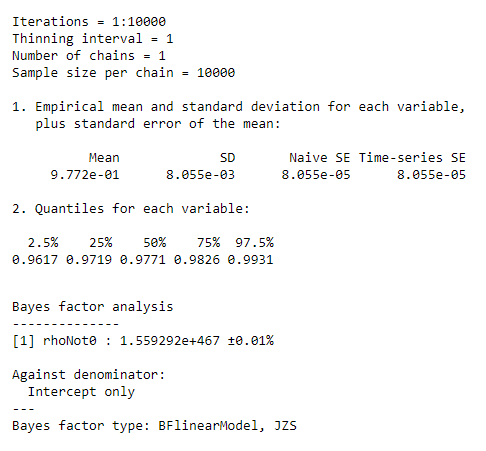 Iterations = 1:10000
Thinning interval = 1
Number of chains = 1
Sample size per chain = 10000
1. Empirical mean and standard deviation for each variable,
plus standard error of the mean:
Mean SD Naive SE Time-series SE
9.772e-01 8.055e-03 8.055e-05 8.055e-05
2. Quantiles for each variable:
2.5% 25% 50% 75% 97.5%
0.9617 0.9719 0.9771 0.9826 0.9931
Bayes factor analysis
--------------
[1] rhoNot0 : 1.559292e+467 ±0.01%
Against denominator:
Intercept only
---
Bayes factor type: BFlinearModel, JZS